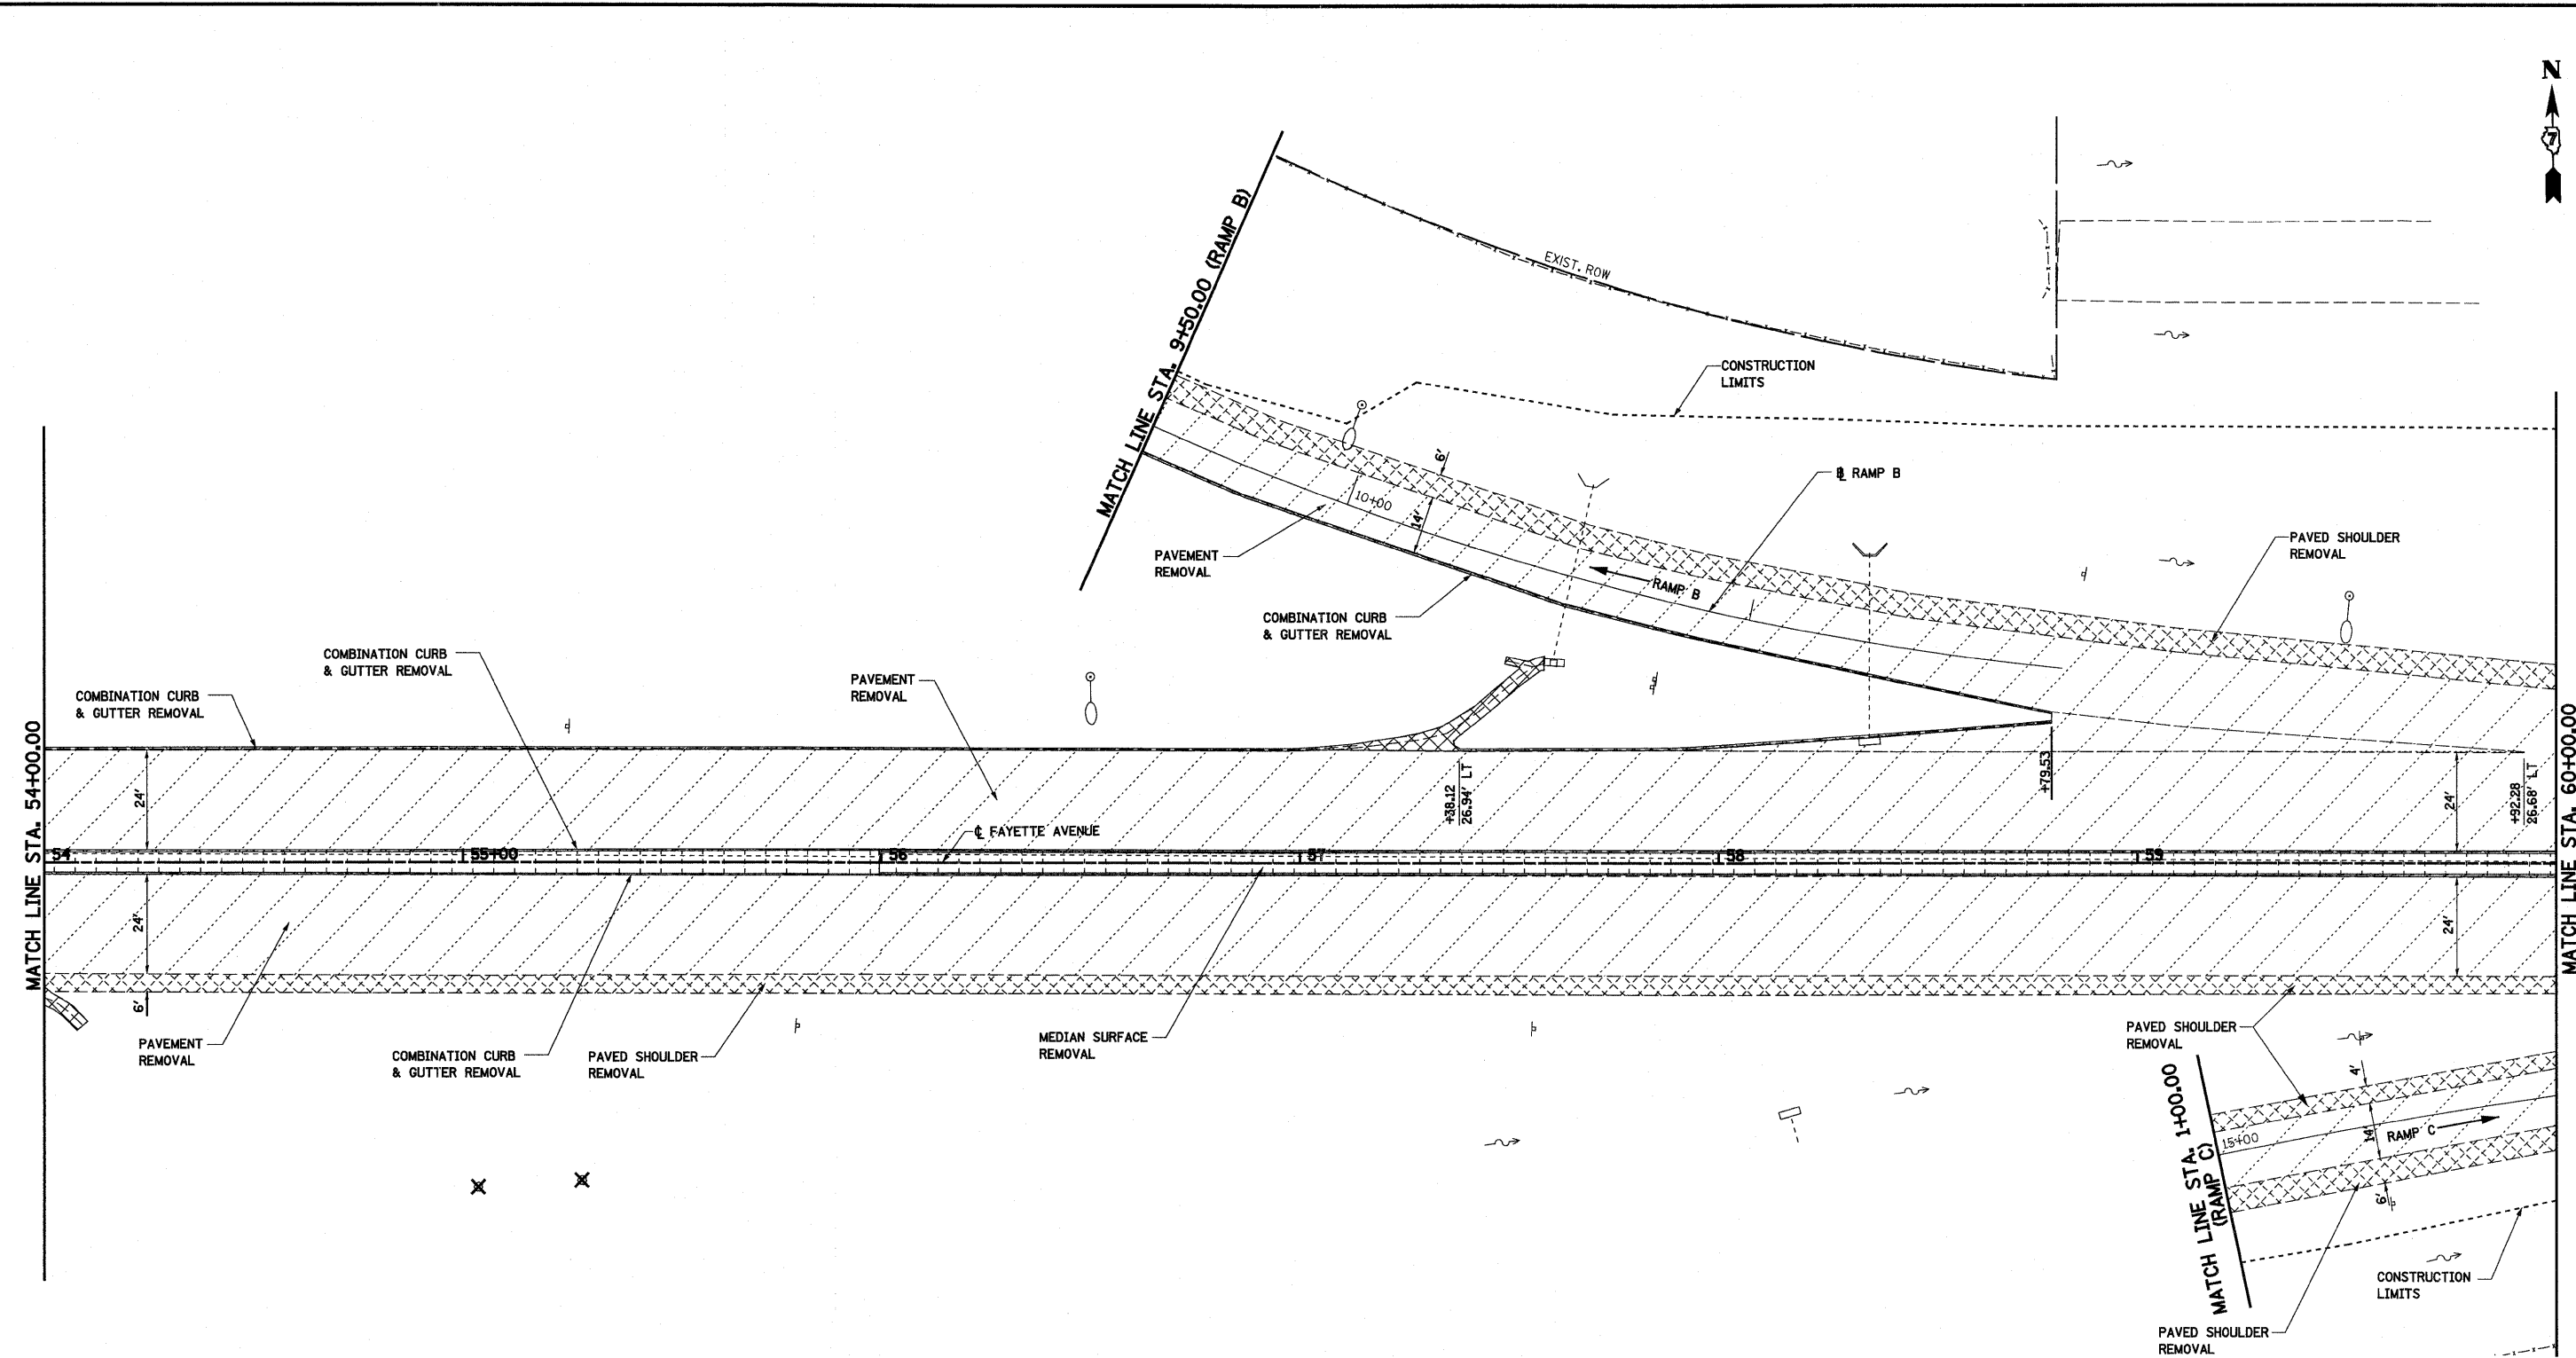 N
7
MATCH LINE STA. 9+50.00 (RAMP B)
EXIST. ROW
CONSTRUCTION
LIMITS
6'
10+00
14'
℄ RAMP B
PAVEMENT
REMOVAL
PAVED SHOULDER
REMOVAL
RAMP B
COMBINATION CURB
& GUTTER REMOVAL
COMBINATION CURB
& GUTTER REMOVAL
COMBINATION CURB
& GUTTER REMOVAL
PAVEMENT
REMOVAL
MATCH LINE STA. 54+00.00
MATCH LINE STA. 60+00.00
24'
+38.12
26.94' LT
+79.53
24'
+92.28
26.68' LT
℄ FAYETTE AVENUE
54
55+00
56
57
58
59
24'
24'
6'
PAVEMENT
REMOVAL
COMBINATION CURB
& GUTTER REMOVAL
PAVED SHOULDER
REMOVAL
MEDIAN SURFACE
REMOVAL
PAVED SHOULDER
REMOVAL
MATCH LINE STA. 1+00.00
(RAMP C)
4'
15+00
14'
RAMP C
6'
CONSTRUCTION
LIMITS
PAVED SHOULDER
REMOVAL